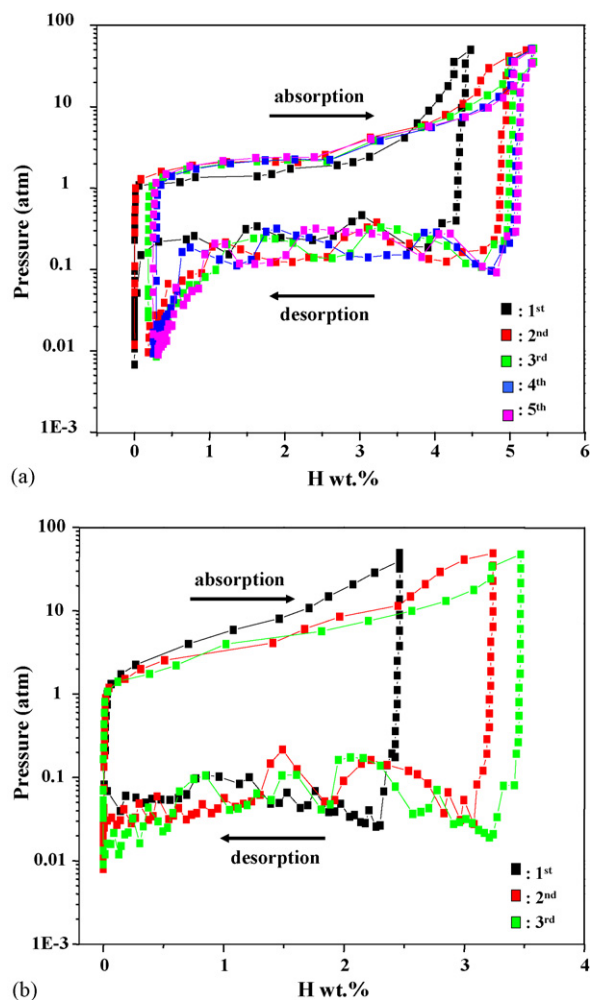 100
10
1
0.1
0.01
1E-3
Pressure (atm)
absorption
desorption
: 1st
: 2nd
: 3rd
: 4th
: 5th
0 1 2 3 4 5 6
H wt.%
(a)
100
10
1
0.1
0.01
1E-3
Pressure (atm)
absorption
desorption
: 1st
: 2nd
: 3rd
0 1 2 3 4
H wt.%
(b)